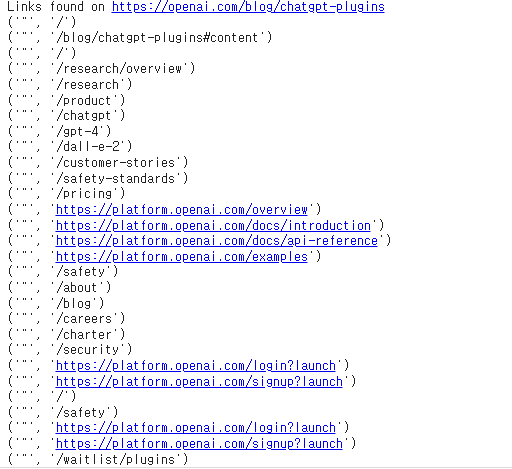 Links found on https://openai.com/blog/chatgpt-plugins
('"', '/')
('"', '/blog/chatgpt-plugins#content')
('"', '/')
('"', '/research/overview')
('"', '/research')
('"', '/product')
('"', '/chatgpt')
('"', '/gpt-4')
('"', '/dall-e-2')
('"', '/customer-stories')
('"', '/safety-standards')
('"', '/pricing')
('"', 'https://platform.openai.com/overview')
('"', 'https://platform.openai.com/docs/introduction')
('"', 'https://platform.openai.com/docs/api-reference')
('"', 'https://platform.openai.com/examples')
('"', '/safety')
('"', '/about')
('"', '/blog')
('"', '/careers')
('"', '/charter')
('"', '/security')
('"', 'https://platform.openai.com/login?launch')
('"', 'https://platform.openai.com/signup?launch')
('"', '/')
('"', '/safety')
('"', 'https://platform.openai.com/login?launch')
('"', 'https://platform.openai.com/signup?launch')
('"', '/waitlist/plugins')